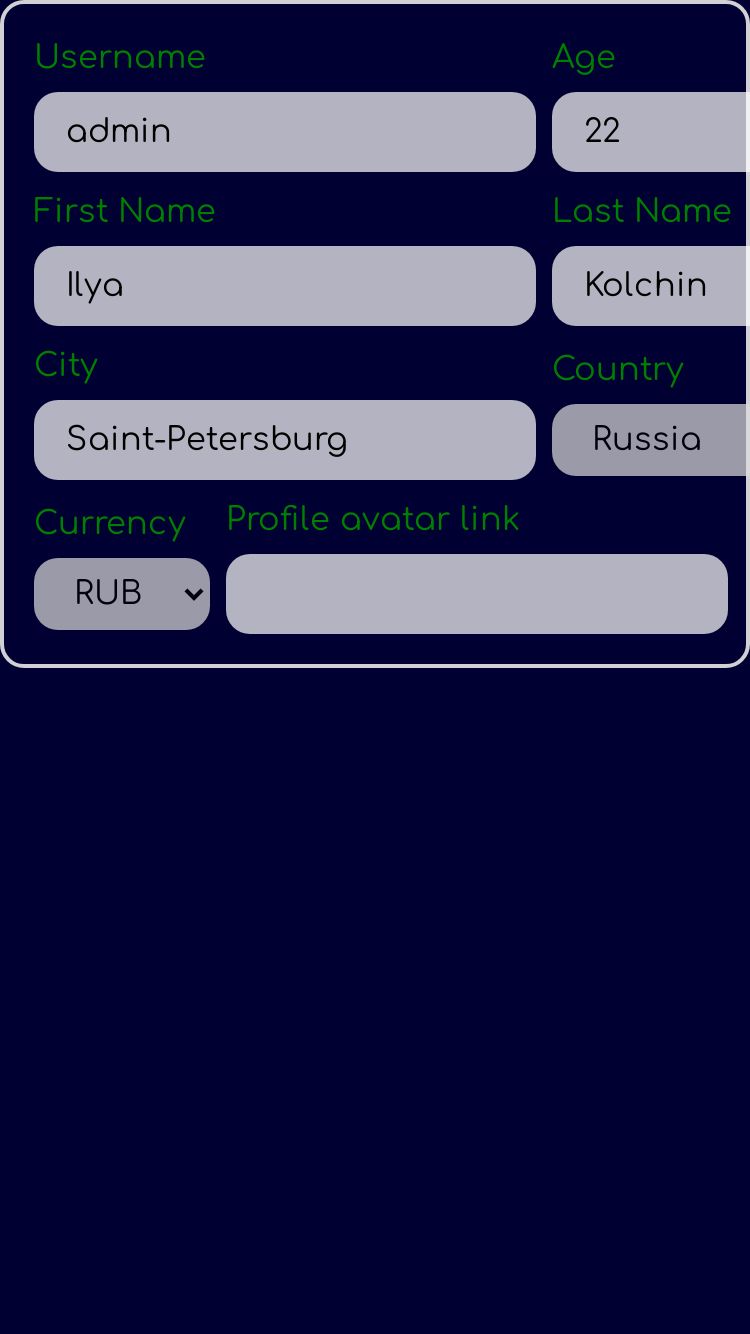 Username Age
admin 22
First Name Last Name
Ilya Kolchin
City Country
Saint-Petersburg Russia
Currency Profile avatar link
RUB